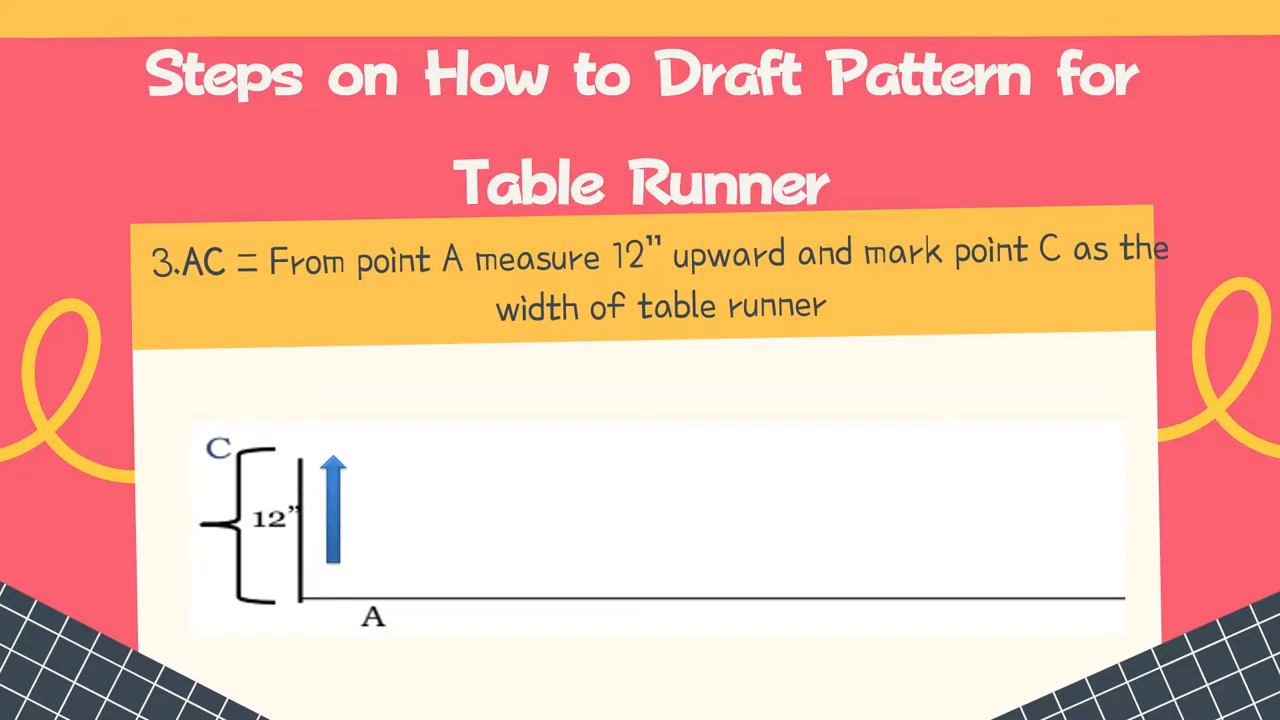 Steps on How to Draft Pattern for
Table Runner
3.AC = From point A measure 12” upward and mark point C as the
width of table runner
C
12”
A